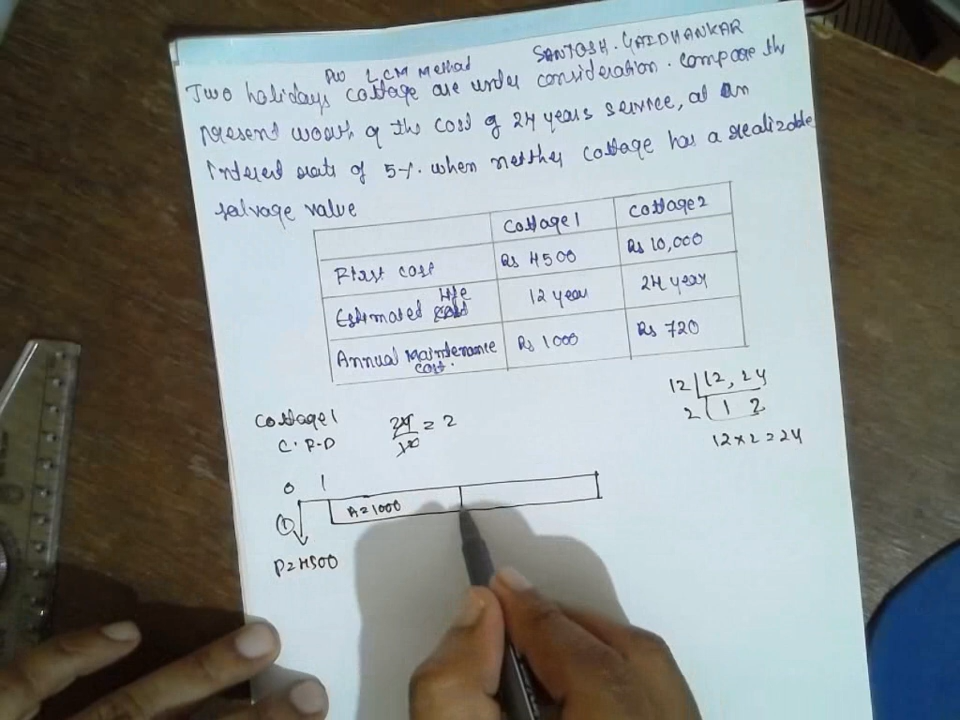 PW LCM Method SANTOSH. GAIDHANKAR
Two holidays cottage are under consideration. compare the
present worth of the cost of 24 years service, at an
interest rate of 5%. when neither cottage has a realizable
salvage value
cottage 1 cottage 2
First cost Rs 4500 Rs 10,000
Estimated life 12 year 24 year
Annual Maintenance cost. Rs 1000 Rs 720
12 12, 24
2 1 2
12 x 2 = 24
cottage 1
C.F.D
24/12 = 2
0 1
A=1000
①
P=4500